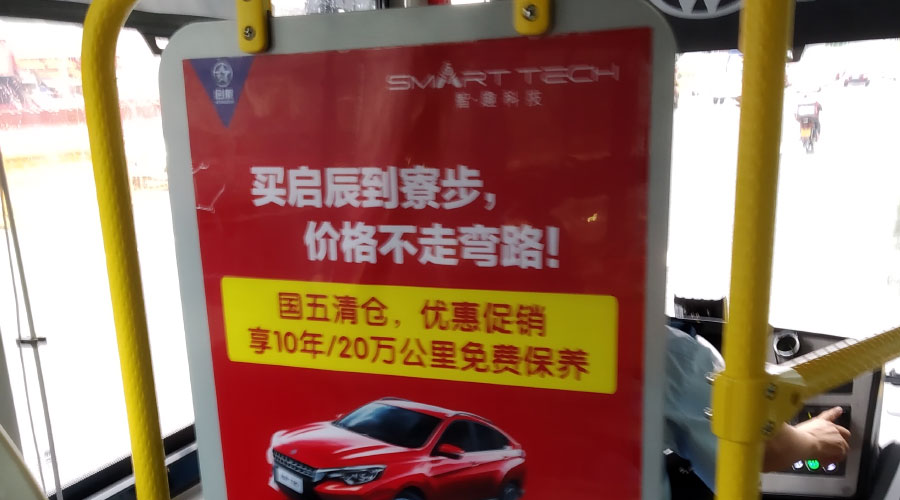 启辰
SMART TECH
智·趣科技
买启辰到寮步，
价格不走弯路！
国五清仓，优惠促销
享10年/20万公里免费保养